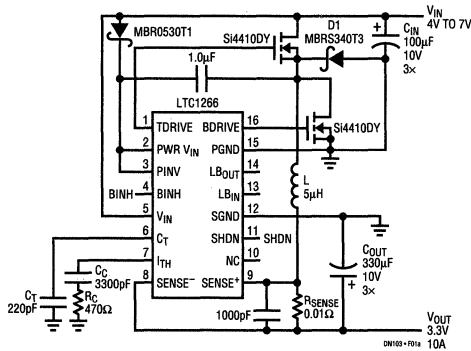 VIN
4V TO 7V
MBR0530T1
D1
MBRS340T3
Si4410DY
CIN
100µF
10V
3×
1.0µF
LTC1266
Si4410DY
1 TDRIVE BDRIVE 16
2 PWR VIN PGND 15
3 PINV LBOUT 14
BINH 4 BINH LBIN 13
5 VIN SGND 12
6 CT SHDN 11 SHDN
7 ITH NC 10
8 SENSE− SENSE+ 9
L
5µH
CC
3300pF
CT
220pF
RC
470Ω
1000pF
RSENSE
0.01Ω
COUT
330µF
10V
3×
VOUT
3.3V
10A
DN103 • F01a